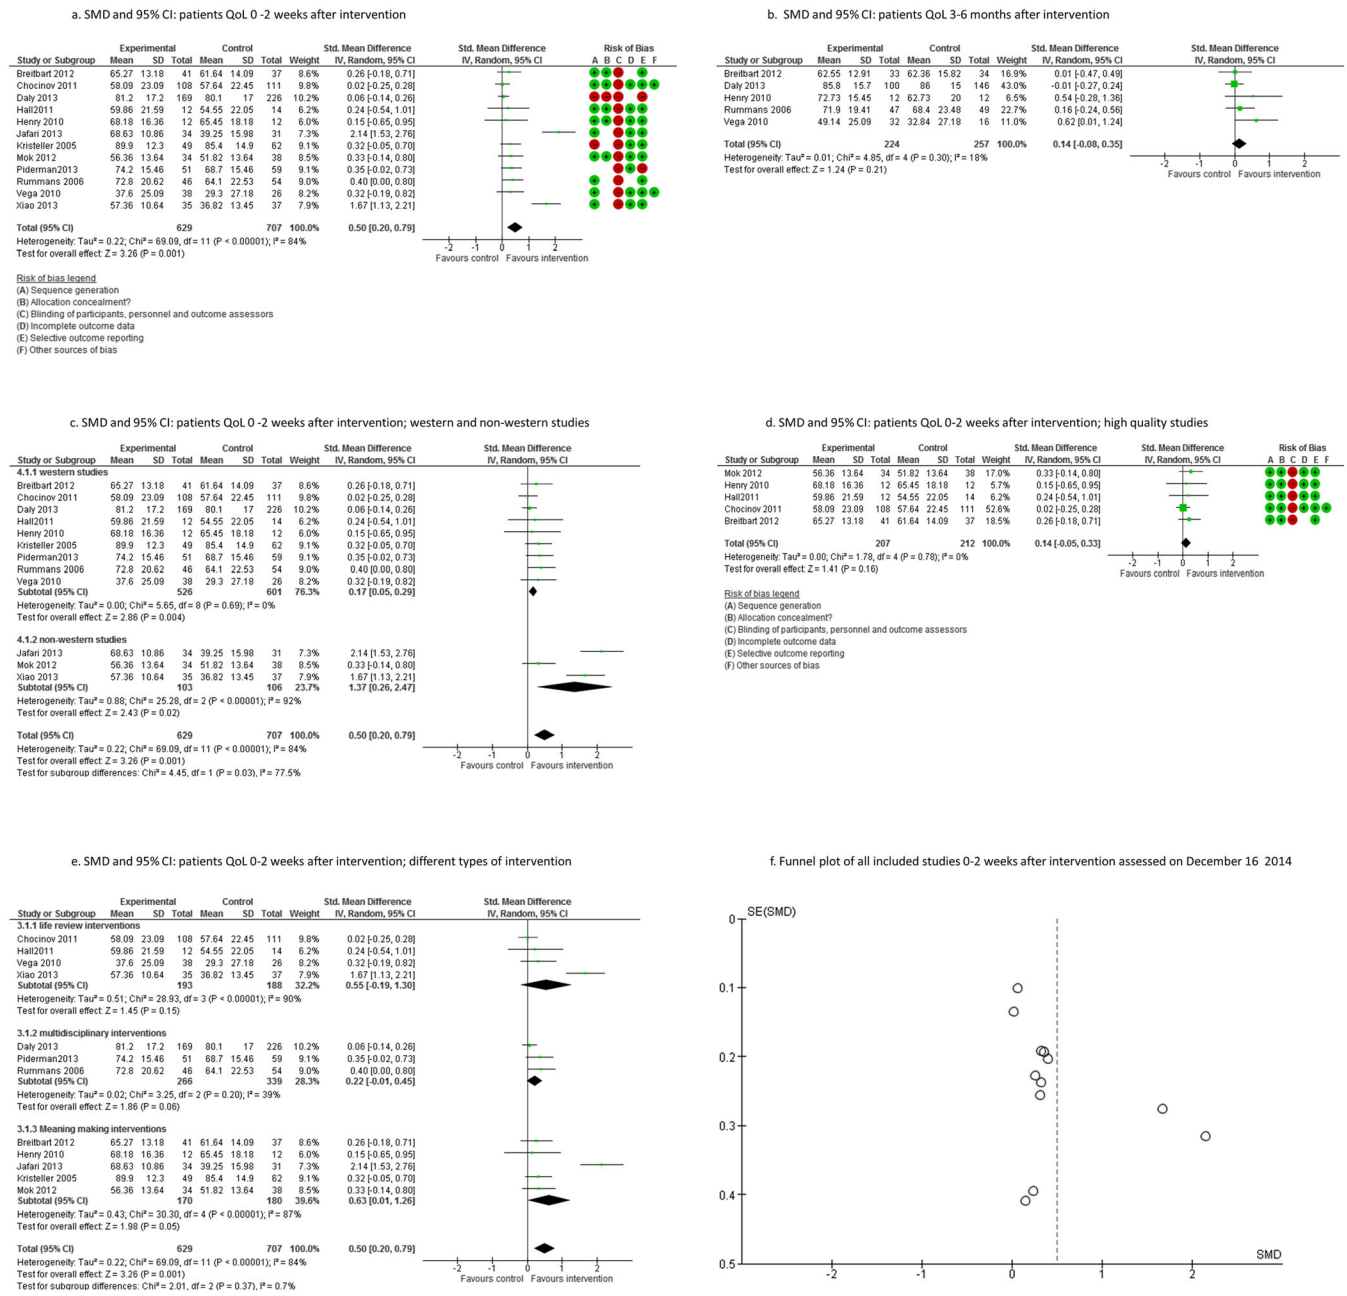 a. SMD and 95% CI: patients QoL 0 -2 weeks after intervention
Experimental Control Std. Mean Difference Std. Mean Difference Risk of Bias
Study or Subgroup Mean SD Total Mean SD Total Weight IV, Random, 95% CI IV, Random, 95% CI A B C D E F
Breitbart 2012 65.27 13.18 41 61.64 14.09 37 8.6% 0.26 [-0.18, 0.71]
Chocinov 2011 58.09 23.09 108 57.64 22.45 111 9.8% 0.02 [-0.25, 0.28]
Daly 2013 81.2 17.2 169 80.1 17 226 10.2% 0.06 [-0.14, 0.26]
Hall2011 59.86 21.59 12 54.55 22.05 14 6.2% 0.24 [-0.54, 1.01]
Henry 2010 68.18 16.36 12 65.45 18.18 12 6.0% 0.15 [-0.65, 0.95]
Jafari 2013 68.63 10.86 34 39.25 15.98 31 7.3% 2.14 [1.53, 2.76]
Kristeller 2005 89.9 12.3 49 85.4 14.9 62 9.1% 0.32 [-0.05, 0.70]
Mok 2012 56.36 13.64 34 51.82 13.64 38 8.5% 0.33 [-0.14, 0.80]
Piderman2013 74.2 15.46 51 68.7 15.46 59 9.1% 0.35 [-0.02, 0.73]
Rummans 2006 72.8 20.62 46 64.1 22.53 54 9.0% 0.40 [0.00, 0.80]
Vega 2010 37.6 25.09 38 29.3 27.18 26 8.2% 0.32 [-0.19, 0.82]
Xiao 2013 57.36 10.64 35 36.82 13.45 37 7.9% 1.67 [1.13, 2.21]
Total (95% CI) 629 707 100.0% 0.50 [0.20, 0.79]
Heterogeneity: Tau² = 0.22; Chi² = 69.09, df = 11 (P < 0.00001); I² = 84%
Test for overall effect: Z = 3.26 (P = 0.001)
-2 -1 0 1 2
Favours control Favours intervention
Risk of bias legend
(A) Sequence generation
(B) Allocation concealment?
(C) Blinding of participants, personnel and outcome assessors
(D) Incomplete outcome data
(E) Selective outcome reporting
(F) Other sources of bias
b. SMD and 95% CI: patients QoL 3-6 months after intervention
Experimental Control Std. Mean Difference Std. Mean Difference
Study or Subgroup Mean SD Total Mean SD Total Weight IV, Random, 95% CI IV, Random, 95% CI
Breitbart 2012 62.55 12.91 33 62.36 15.82 34 16.9% 0.01 [-0.47, 0.49]
Daly 2013 85.8 15.7 100 86 15 146 43.0% -0.01 [-0.27, 0.24]
Henry 2010 72.73 15.45 12 62.73 20 12 6.5% 0.54 [-0.28, 1.36]
Rummans 2006 71.9 19.41 47 68.4 23.48 49 22.7% 0.16 [-0.24, 0.56]
Vega 2010 49.14 25.09 32 32.84 27.18 16 11.0% 0.62 [0.01, 1.24]
Total (95% CI) 224 257 100.0% 0.14 [-0.08, 0.35]
Heterogeneity: Tau² = 0.01; Chi² = 4.85, df = 4 (P = 0.30); I² = 18%
Test for overall effect: Z = 1.24 (P = 0.21)
-2 -1 0 1 2
Favours control Favours intervention
c. SMD and 95% CI: patients QoL 0 -2 weeks after intervention; western and non-western studies
Experimental Control Std. Mean Difference Std. Mean Difference
Study or Subgroup Mean SD Total Mean SD Total Weight IV, Random, 95% CI IV, Random, 95% CI
4.1.1 western studies
Breitbart 2012 65.27 13.18 41 61.64 14.09 37 8.6% 0.26 [-0.18, 0.71]
Chocinov 2011 58.09 23.09 108 57.64 22.45 111 9.8% 0.02 [-0.25, 0.28]
Daly 2013 81.2 17.2 169 80.1 17 226 10.2% 0.06 [-0.14, 0.26]
Hall2011 59.86 21.59 12 54.55 22.05 14 6.2% 0.24 [-0.54, 1.01]
Henry 2010 68.18 16.36 12 65.45 18.18 12 6.0% 0.15 [-0.65, 0.95]
Kristeller 2005 89.9 12.3 49 85.4 14.9 62 9.1% 0.32 [-0.05, 0.70]
Piderman2013 74.2 15.46 51 68.7 15.46 59 9.1% 0.35 [-0.02, 0.73]
Rummans 2006 72.8 20.62 46 64.1 22.53 54 9.0% 0.40 [0.00, 0.80]
Vega 2010 37.6 25.09 38 29.3 27.18 26 8.2% 0.32 [-0.19, 0.82]
Subtotal (95% CI) 526 601 76.3% 0.17 [0.05, 0.29]
Heterogeneity: Tau² = 0.00; Chi² = 5.65, df = 8 (P = 0.69); I² = 0%
Test for overall effect: Z = 2.86 (P = 0.004)
4.1.2 non-western studies
Jafari 2013 68.63 10.86 34 39.25 15.98 31 7.3% 2.14 [1.53, 2.76]
Mok 2012 56.36 13.64 34 51.82 13.64 38 8.5% 0.33 [-0.14, 0.80]
Xiao 2013 57.36 10.64 35 36.82 13.45 37 7.9% 1.67 [1.13, 2.21]
Subtotal (95% CI) 103 106 23.7% 1.37 [0.26, 2.47]
Heterogeneity: Tau² = 0.88; Chi² = 25.28, df = 2 (P < 0.00001); I² = 92%
Test for overall effect: Z = 2.43 (P = 0.02)
Total (95% CI) 629 707 100.0% 0.50 [0.20, 0.79]
Heterogeneity: Tau² = 0.22; Chi² = 69.09, df = 11 (P < 0.00001); I² = 84%
Test for overall effect: Z = 3.26 (P = 0.001)
Test for subgroup differences: Chi² = 4.45, df = 1 (P = 0.03), I² = 77.5%
-2 -1 0 1 2
Favours control Favours intervention
d. SMD and 95% CI: patients QoL 0-2 weeks after intervention; high quality studies
Experimental Control Std. Mean Difference Std. Mean Difference Risk of Bias
Study or Subgroup Mean SD Total Mean SD Total Weight IV, Random, 95% CI IV, Random, 95% CI A B C D E F
Mok 2012 56.36 13.64 34 51.82 13.64 38 17.0% 0.33 [-0.14, 0.80]
Henry 2010 68.18 16.36 12 65.45 18.18 12 5.7% 0.15 [-0.65, 0.95]
Hall2011 59.86 21.59 12 54.55 22.05 14 6.2% 0.24 [-0.54, 1.01]
Chocinov 2011 58.09 23.09 108 57.64 22.45 111 52.6% 0.02 [-0.25, 0.28]
Breitbart 2012 65.27 13.18 41 61.64 14.09 37 18.5% 0.26 [-0.18, 0.71]
Total (95% CI) 207 212 100.0% 0.14 [-0.05, 0.33]
Heterogeneity: Tau² = 0.00; Chi² = 1.78, df = 4 (P = 0.78); I² = 0%
Test for overall effect: Z = 1.41 (P = 0.16)
-2 -1 0 1 2
Favours control Favours intervention
Risk of bias legend
(A) Sequence generation
(B) Allocation concealment?
(C) Blinding of participants, personnel and outcome assessors
(D) Incomplete outcome data
(E) Selective outcome reporting
(F) Other sources of bias
e. SMD and 95% CI: patients QoL 0-2 weeks after intervention; different types of intervention
Experimental Control Std. Mean Difference Std. Mean Difference
Study or Subgroup Mean SD Total Mean SD Total Weight IV, Random, 95% CI IV, Random, 95% CI
3.1.1 life review interventions
Chocinov 2011 58.09 23.09 108 57.64 22.45 111 9.8% 0.02 [-0.25, 0.28]
Hall2011 59.86 21.59 12 54.55 22.05 14 6.2% 0.24 [-0.54, 1.01]
Vega 2010 37.6 25.09 38 29.3 27.18 26 8.2% 0.32 [-0.19, 0.82]
Xiao 2013 57.36 10.64 35 36.82 13.45 37 7.9% 1.67 [1.13, 2.21]
Subtotal (95% CI) 193 188 32.2% 0.55 [-0.19, 1.30]
Heterogeneity: Tau² = 0.51; Chi² = 28.93, df = 3 (P < 0.00001); I² = 90%
Test for overall effect: Z = 1.45 (P = 0.15)
3.1.2 multidisciplinary interventions
Daly 2013 81.2 17.2 169 80.1 17 226 10.2% 0.06 [-0.14, 0.26]
Piderman2013 74.2 15.46 51 68.7 15.46 59 9.1% 0.35 [-0.02, 0.73]
Rummans 2006 72.8 20.62 46 64.1 22.53 54 9.0% 0.40 [0.00, 0.80]
Subtotal (95% CI) 266 339 28.3% 0.22 [-0.01, 0.45]
Heterogeneity: Tau² = 0.02; Chi² = 3.25, df = 2 (P = 0.20); I² = 39%
Test for overall effect: Z = 1.86 (P = 0.06)
3.1.3 Meaning making interventions
Breitbart 2012 65.27 13.18 41 61.64 14.09 37 8.6% 0.26 [-0.18, 0.71]
Henry 2010 68.18 16.36 12 65.45 18.18 12 6.0% 0.15 [-0.65, 0.95]
Jafari 2013 68.63 10.86 34 39.25 15.98 31 7.3% 2.14 [1.53, 2.76]
Kristeller 2005 89.9 12.3 49 85.4 14.9 62 9.1% 0.32 [-0.05, 0.70]
Mok 2012 56.36 13.64 34 51.82 13.64 38 8.5% 0.33 [-0.14, 0.80]
Subtotal (95% CI) 170 180 39.6% 0.63 [0.01, 1.26]
Heterogeneity: Tau² = 0.43; Chi² = 30.30, df = 4 (P < 0.00001); I² = 87%
Test for overall effect: Z = 1.98 (P = 0.05)
Total (95% CI) 629 707 100.0% 0.50 [0.20, 0.79]
Heterogeneity: Tau² = 0.22; Chi² = 69.09, df = 11 (P < 0.00001); I² = 84%
Test for overall effect: Z = 3.26 (P = 0.001)
Test for subgroup differences: Chi² = 2.01, df = 2 (P = 0.37), I² = 0.7%
-2 -1 0 1 2
Favours control Favours intervention
f. Funnel plot of all included studies 0-2 weeks after intervention assessed on December 16 2014
SE(SMD)
0
0.1
0.2
0.3
0.4
0.5
SMD
-2 -1 0 1 2